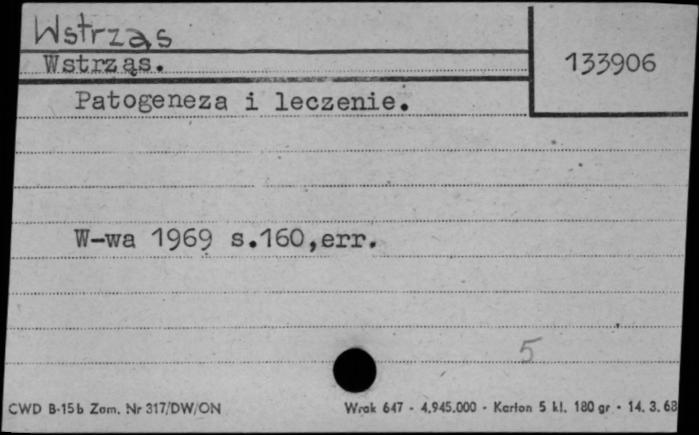 Wstrząs
Wstrząs.
133906
Patogeneza i leczenie.
W-wa 1969 s.160,err.
5
CWD B-15b Zam. Nr 317/DW/ON
Wrak 647 - 4,945.000 - Karton 5 kl. 180 gr - 14. 3. 68